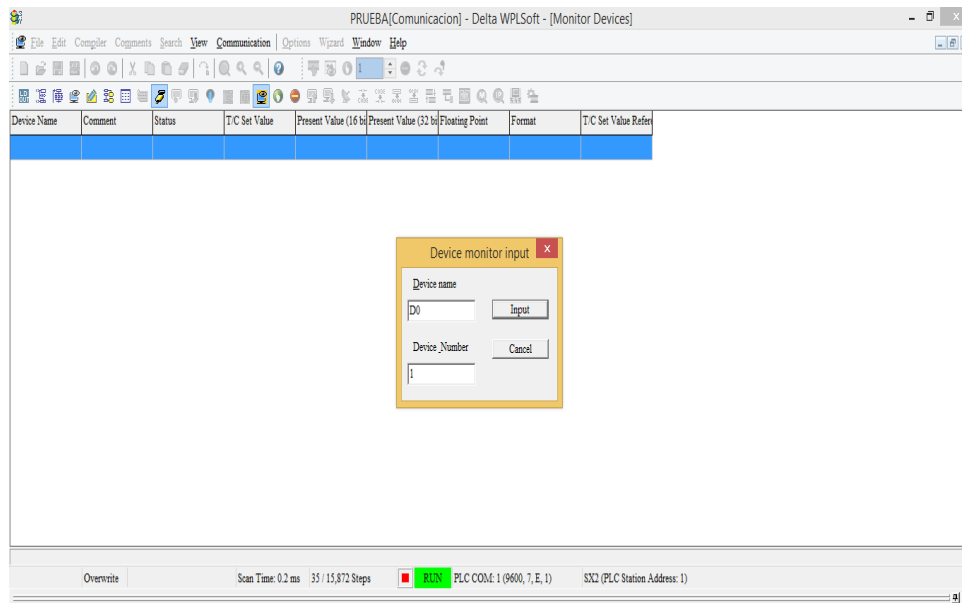 PRUEBA[Comunicacion] - Delta WPLSoft - [Monitor Devices]
File Edit Compiler Comments Search View Communication Options Wizard Window Help
1
Device Name Comment Status T/C Set Value Present Value (16 bi Present Value (32 bi Floating Point Format T/C Set Value Refere
Device monitor input
Device name
D0 Input
Device_Number Cancel
1
Overwrite Scan Time: 0.2 ms 35 / 15,872 Steps RUN PLC COM: 1 (9600, 7, E, 1) SX2 (PLC Station Address: 1)